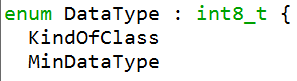 enum DataType : int8_t {
  KindOfClass
  MinDataType